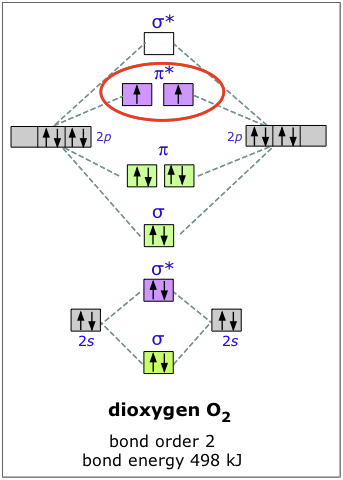 σ*
π*
2p 2p
π
σ
σ*
2s 2s
σ
dioxygen O₂
bond order 2
bond energy 498 kJ